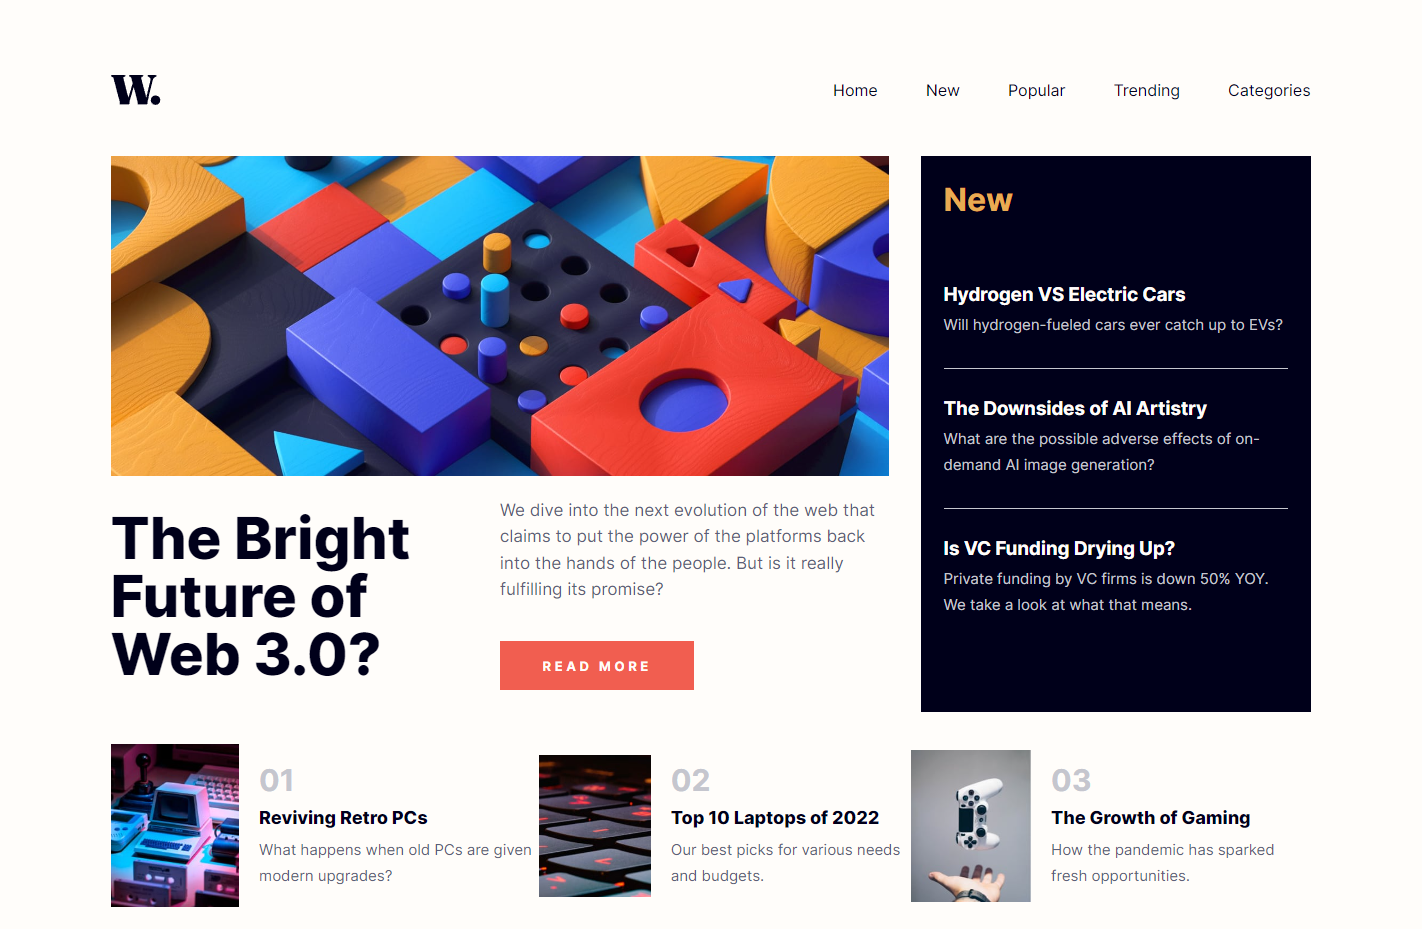 W.
Home New Popular Trending Categories
New
Hydrogen VS Electric Cars
Will hydrogen-fueled cars ever catch up to EVs?
The Downsides of AI Artistry
What are the possible adverse effects of on-
demand AI image generation?
Is VC Funding Drying Up?
Private funding by VC firms is down 50% YOY.
We take a look at what that means.
The Bright
Future of
Web 3.0?
We dive into the next evolution of the web that
claims to put the power of the platforms back
into the hands of the people. But is it really
fulfilling its promise?
READ MORE
01
Reviving Retro PCs
What happens when old PCs are given
modern upgrades?
02
Top 10 Laptops of 2022
Our best picks for various needs
and budgets.
03
The Growth of Gaming
How the pandemic has sparked
fresh opportunities.